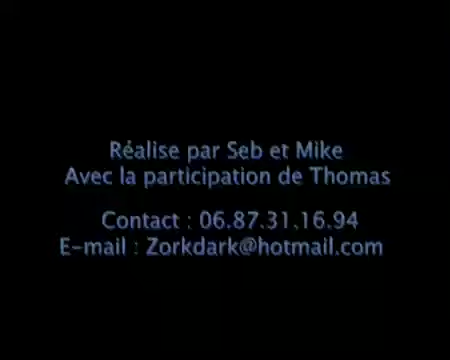 Réalise par Seb et Mike
Avec la participation de Thomas
Contact : 06.87.31.16.94
E-mail : Zorkdark@hotmail.com